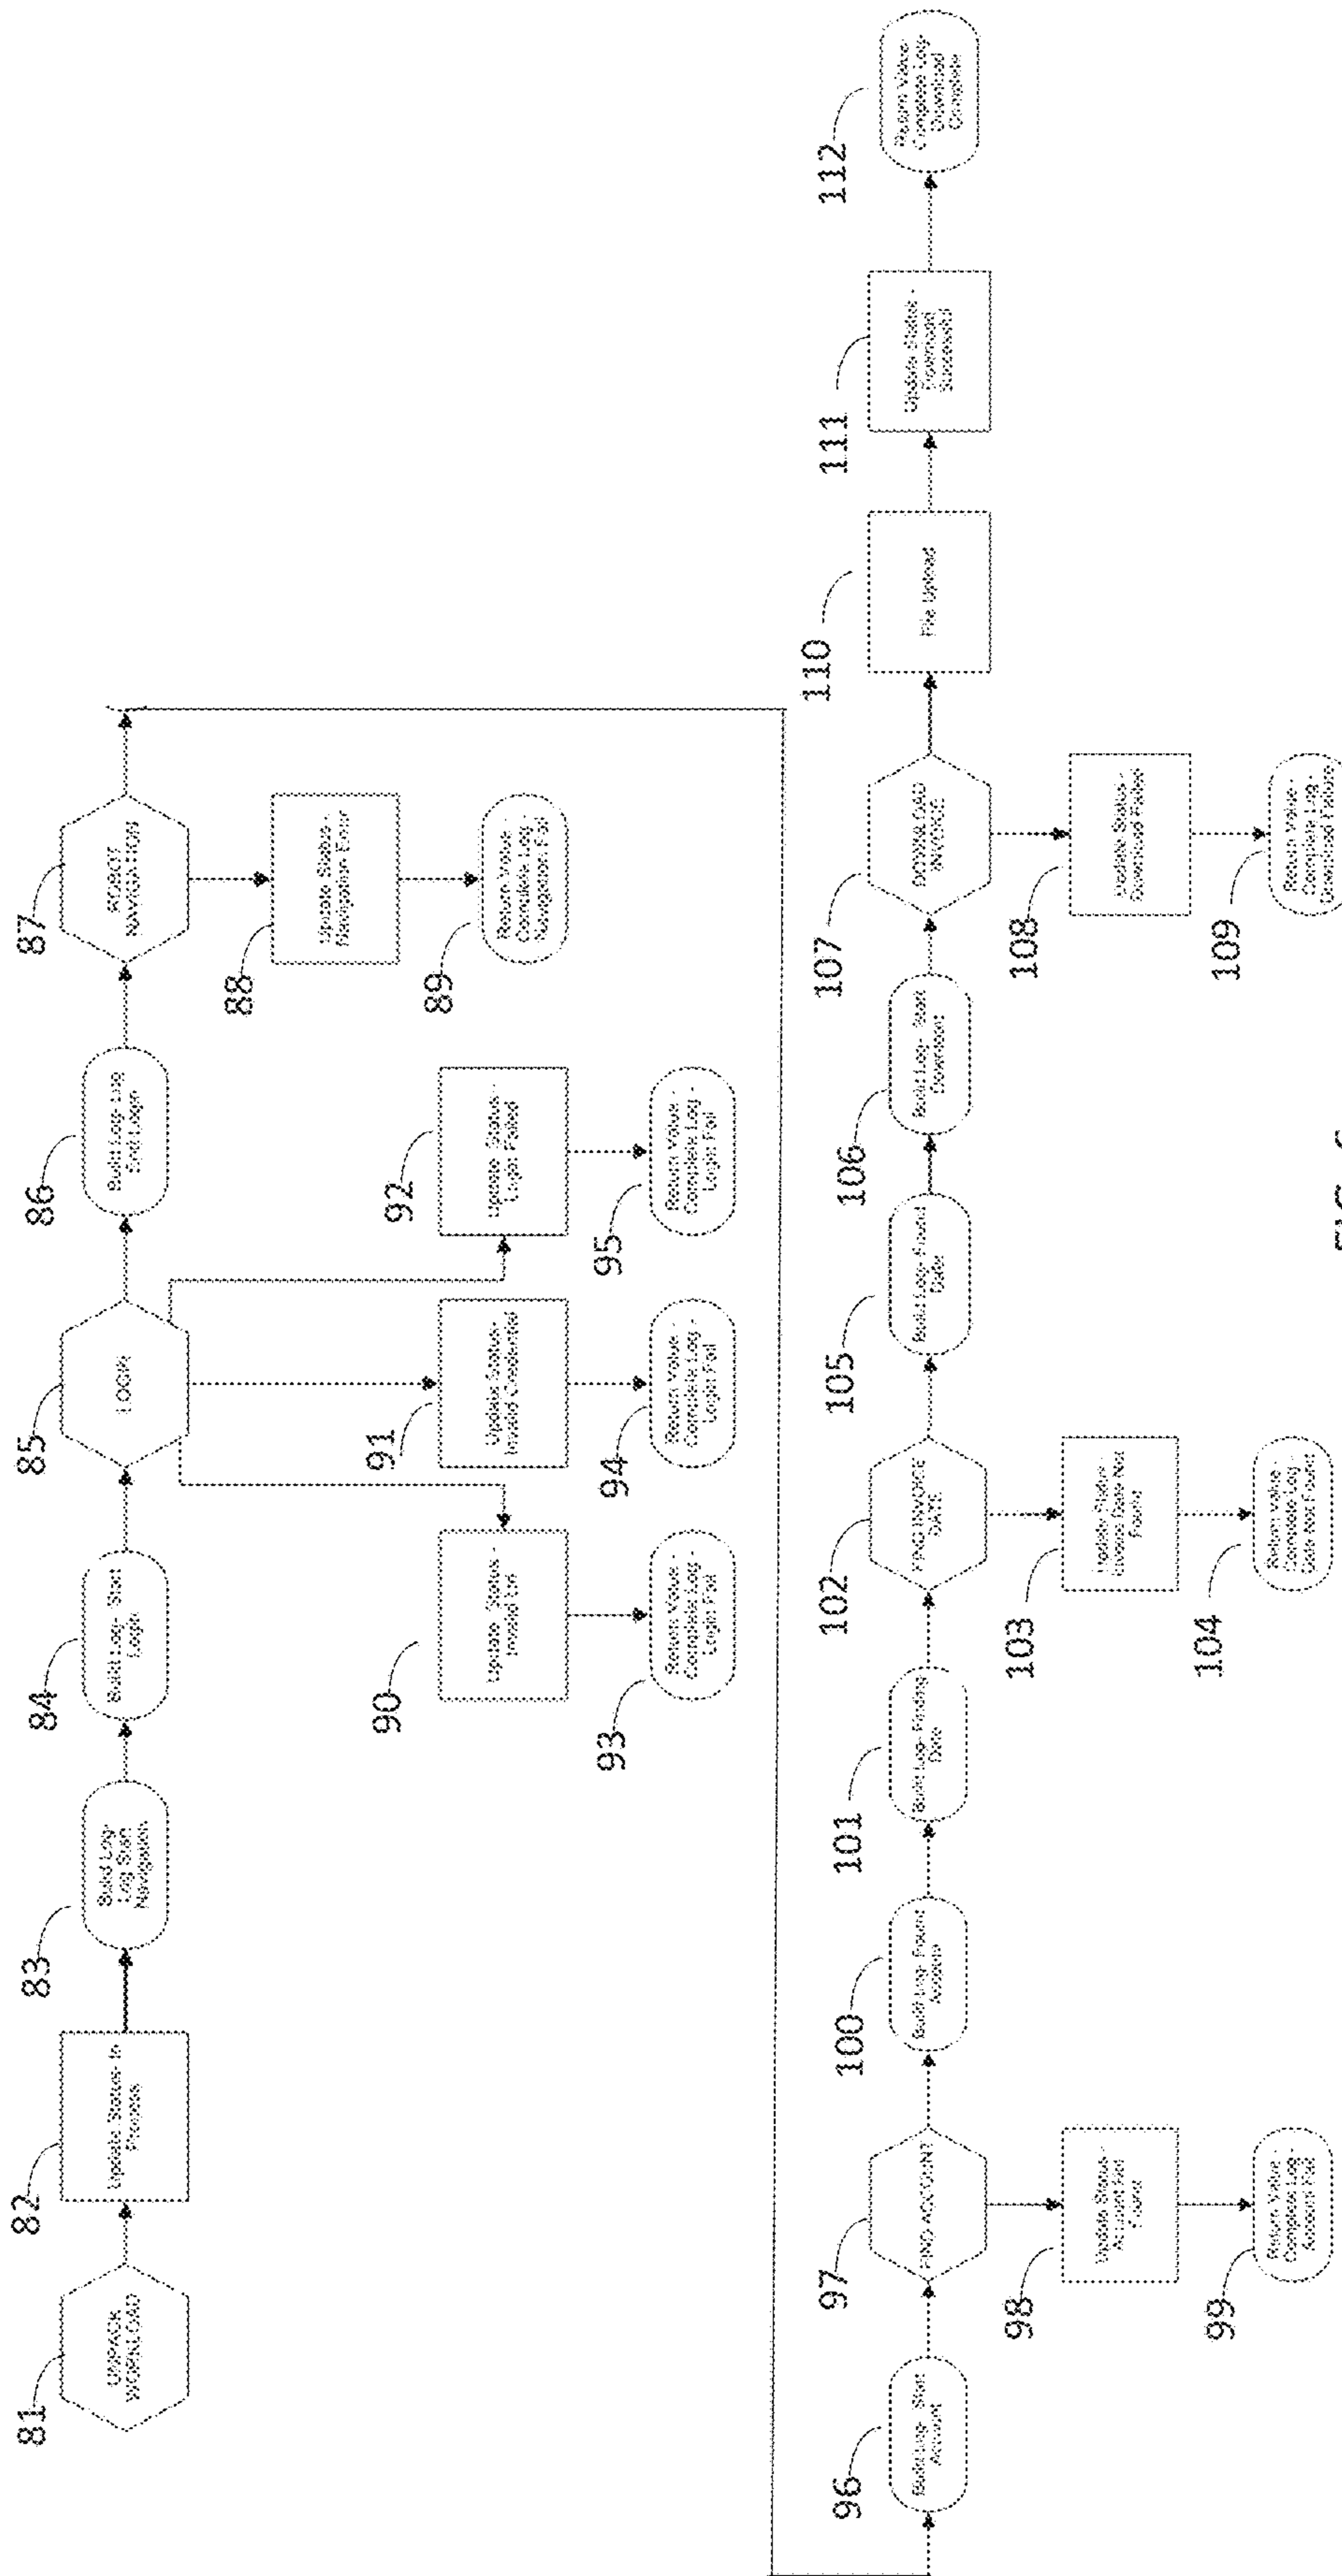 81
UNPACK
WORKLOAD
82
Update Status- In
Process
83
Build Log-
Log Start
Navigation
84
Build Log- Start
Login
85
LOGIN
86
Build Log- Log
End Login
87
ROBOT
NAVIGATION
88
Update Status -
Navigation Error
89
Return Value -
Complete Log -
Navigation Fail
90
Update Status -
Invalid Url
91
Update Status-
Invalid Credential
92
Update Status-
Login Failed
93
Return Value -
Complete Log -
Login Fail
94
Return Value -
Complete Log -
Login Fail
95
Return Value -
Complete Log -
Login Fail
96
Build Log- Start
Account
97
FIND ACCOUNT
98
Update Status -
Account Not
Found
99
Return Value -
Complete Log -
Account Fail
100
Build Log- Found
101
Build Log- Finding
Date
102
FIND INVOICE
DATE
103
Update Status -
Invoice Date Not
Found
104
Return Value -
Complete Log -
Date Not Found
105
Build Log- Found
Date
106
Build Log- Start
Download
107
DOWNLOAD
INVOICE
108
Update Status -
Download Failed
109
Return Value -
Complete Log -
Download Failure
110
File Upload
111
Update Status -
Download
112
Return Value-
Complete Log-
Download
Complete